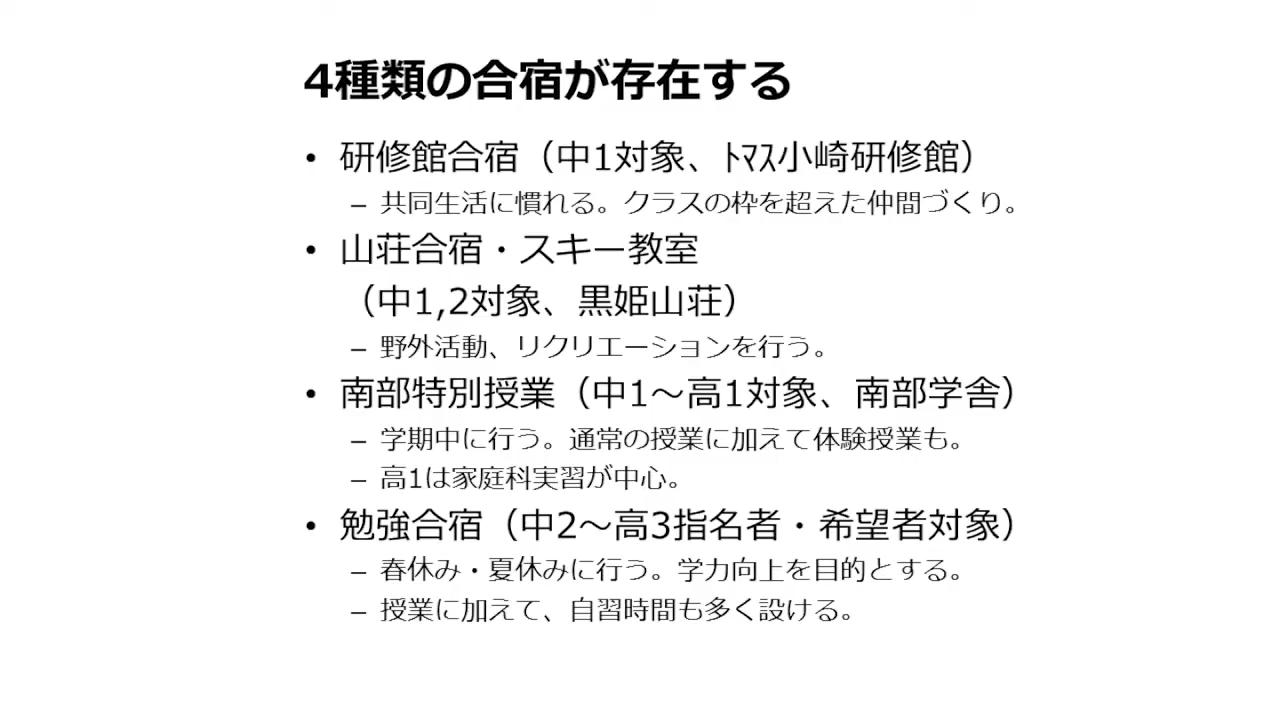 4種類の合宿が存在する
• 研修館合宿（中1対象、ﾄﾏｽ小崎研修館）
– 共同生活に慣れる。クラスの枠を超えた仲間づくり。
• 山荘合宿・スキー教室
（中1,2対象、黒姫山荘）
– 野外活動、リクリエーションを行う。
• 南部特別授業（中1～高1対象、南部学舎）
– 学期中に行う。通常の授業に加えて体験授業も。
– 高1は家庭科実習が中心。
• 勉強合宿（中2～高3指名者・希望者対象）
– 春休み・夏休みに行う。学力向上を目的とする。
– 授業に加えて、自習時間も多く設ける。